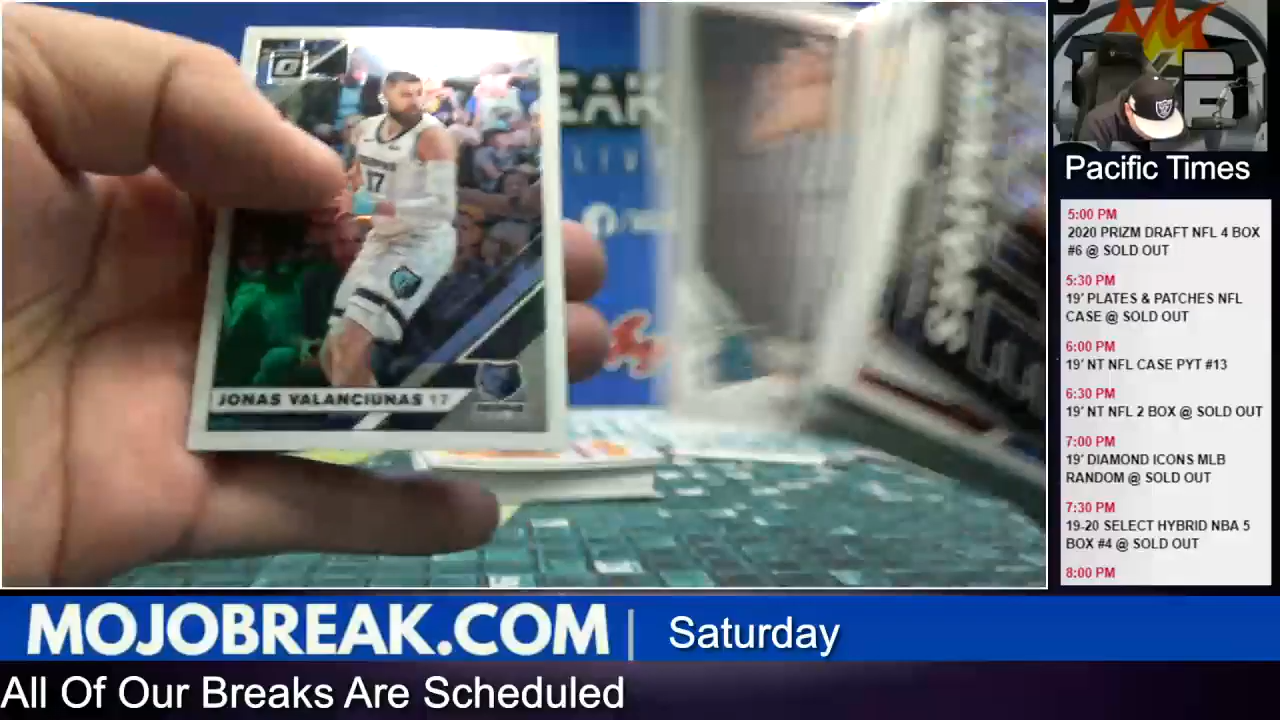 17
JONAS VALANCIUNAS 17
EAK
LIV
Pacific Times
5:00 PM
2020 PRIZM DRAFT NFL 4 BOX
#6 @ SOLD OUT
5:30 PM
19' PLATES & PATCHES NFL
CASE @ SOLD OUT
6:00 PM
19' NT NFL CASE PYT #13
6:30 PM
19' NT NFL 2 BOX @ SOLD OUT
7:00 PM
19' DIAMOND ICONS MLB
RANDOM @ SOLD OUT
7:30 PM
19-20 SELECT HYBRID NBA 5
BOX #4 @ SOLD OUT
8:00 PM
MOJOBREAK.COM | Saturday
All Of Our Breaks Are Scheduled